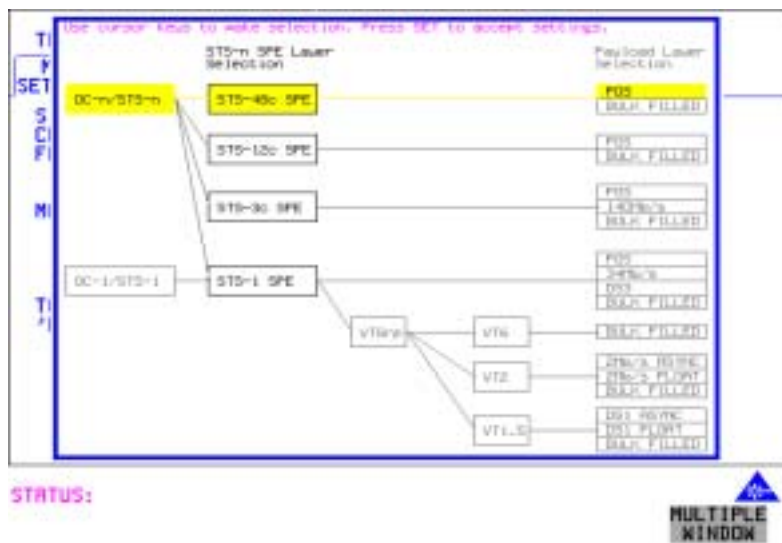 Use cursor keys to make selection. Press SET to accept settings.
STS-n SPE Layer
Selection
Payload Layer
Selection
SET
OC-n/STS-n
STS-48c SPE
POS
BULK FILLED
STS-12c SPE
POS
BULK FILLED
STS-3c SPE
POS
140Mb/s
BULK FILLED
OC-1/STS-1
STS-1 SPE
POS
34Mb/s
DS3
BULK FILLED
VTGrp
VT6
BULK FILLED
VT2
2Mb/s ASYNC
2Mb/s FLOAT
BULK FILLED
VT1.5
DS1 ASYNC
DS1 FLOAT
BULK FILLED
STATUS:
MULTIPLE
WINDOW